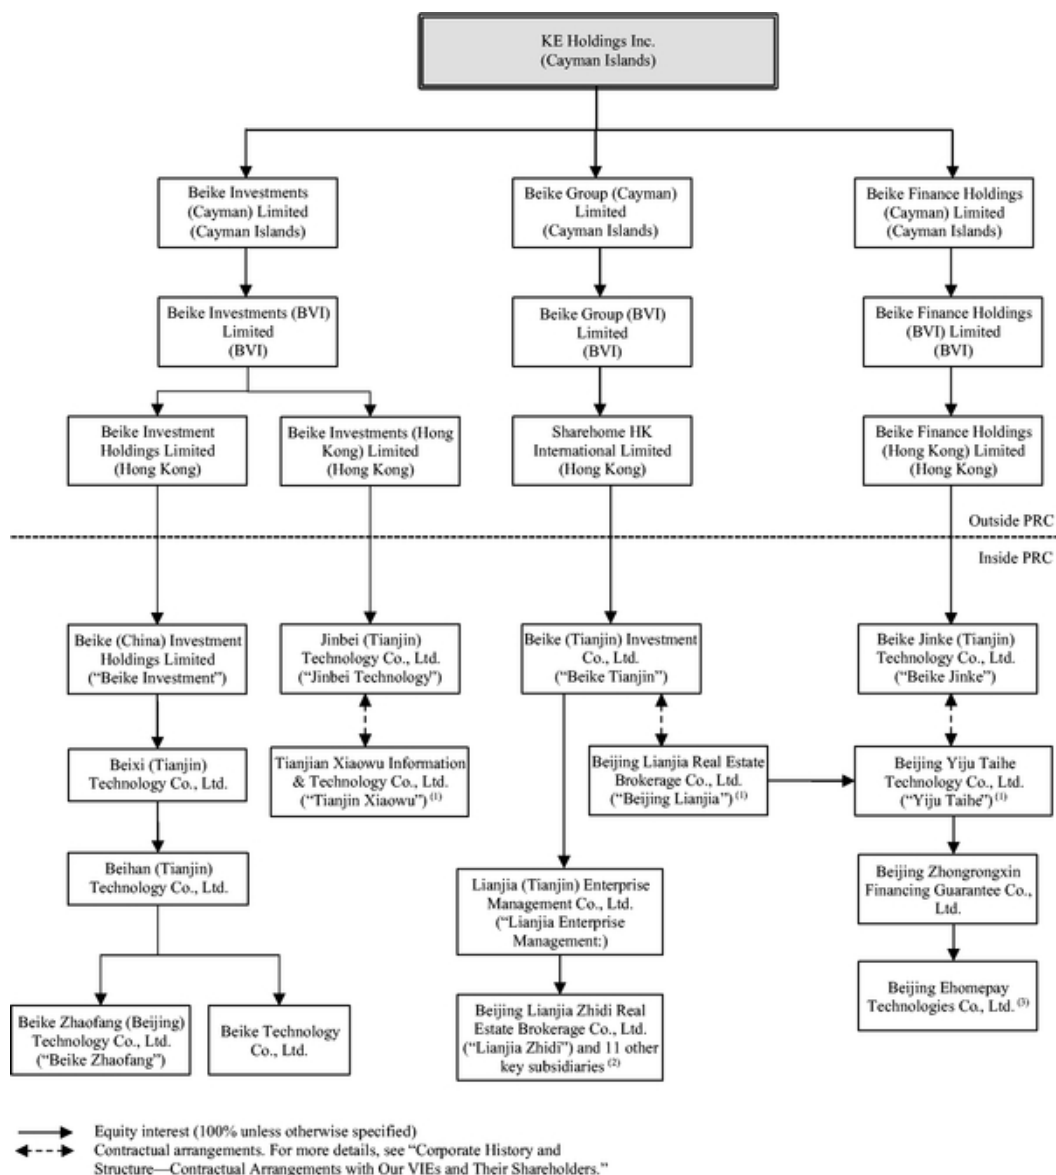 KE Holdings Inc.
(Cayman Islands)
Beike Investments
(Cayman) Limited
(Cayman Islands)
Beike Group (Cayman)
Limited
(Cayman Islands)
Beike Finance Holdings
(Cayman) Limited
(Cayman Islands)
Beike Investments (BVI)
Limited
(BVI)
Beike Group (BVI)
Limited
(BVI)
Beike Finance Holdings
(BVI) Limited
(BVI)
Beike Investment
Holdings Limited
(Hong Kong)
Beike Investments (Hong
Kong) Limited
(Hong Kong)
Sharehome HK
International Limited
(Hong Kong)
Beike Finance Holdings
(Hong Kong) Limited
(Hong Kong)
Outside PRC
Inside PRC
Beike (China) Investment
Holdings Limited
(“Beike Investment”)
Jinbei (Tianjin)
Technology Co., Ltd.
(“Jinbei Technology”)
Beike (Tianjin) Investment
Co., Ltd.
(“Beike Tianjin”)
Beike Jinke (Tianjin)
Technology Co., Ltd.
(“Beike Jinke”)
Beixi (Tianjin)
Technology Co., Ltd.
Tianjian Xiaowu Information
& Technology Co., Ltd.
(“Tianjin Xiaowu”) (1)
Beijing Lianjia Real Estate
Brokerage Co., Ltd.
(“Beijing Lianjia”) (1)
Beijing Yiju Taihe
Technology Co., Ltd.
(“Yiju Taihe”) (1)
Beihan (Tianjin)
Technology Co., Ltd.
Lianjia (Tianjin) Enterprise
Management Co., Ltd.
(“Lianjia Enterprise
Management:)
Beijing Zhongrongxin
Financing Guarantee Co.,
Ltd.
Beike Zhaofang (Beijing)
Technology Co., Ltd.
(“Beike Zhaofang”)
Beike Technology
Co., Ltd.
Beijing Lianjia Zhidi Real
Estate Brokerage Co., Ltd.
(“Lianjia Zhidi”) and 11 other
key subsidiaries (2)
Beijing Ehomepay
Technologies Co., Ltd. (3)
Equity interest (100% unless otherwise specified)
Contractual arrangements. For more details, see “Corporate History and
Structure—Contractual Arrangements with Our VIEs and Their Shareholders.”